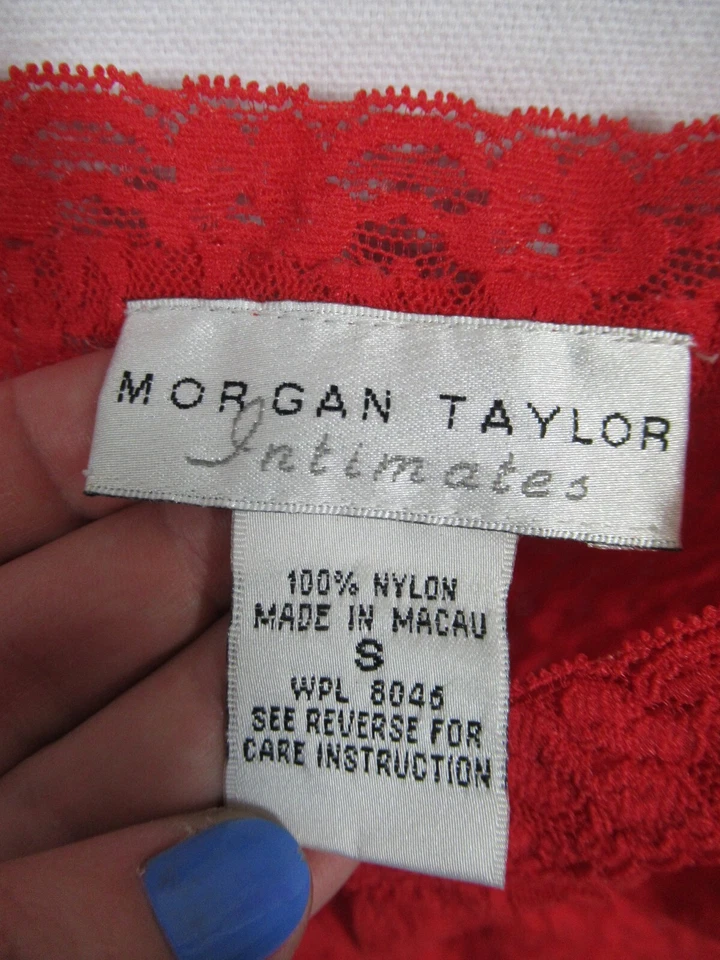 MORGAN TAYLOR
Intimates
100% NYLON
MADE IN MACAU
S
WPL 8046
SEE REVERSE FOR
CARE INSTRUCTION